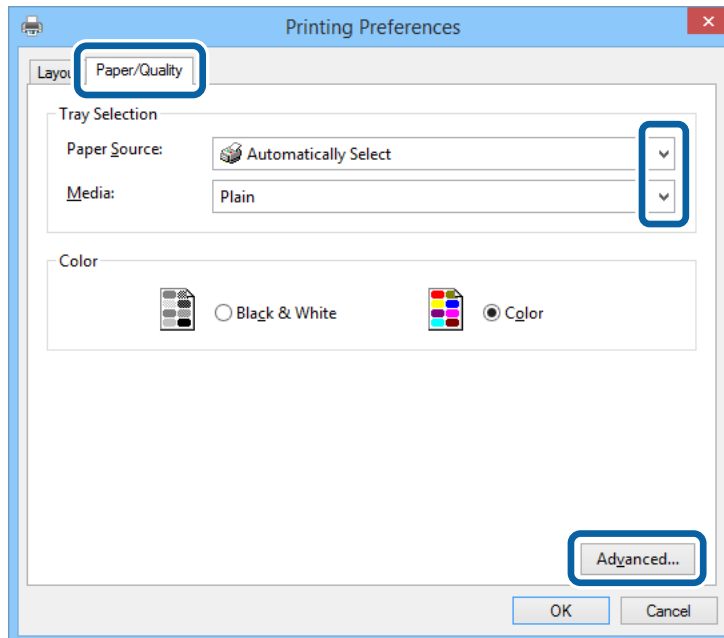 Printing Preferences
Layou
Paper/Quality
Tray Selection
Paper Source:
Automatically Select
Media:
Plain
Color
Black & White
Color
Advanced...
OK
Cancel